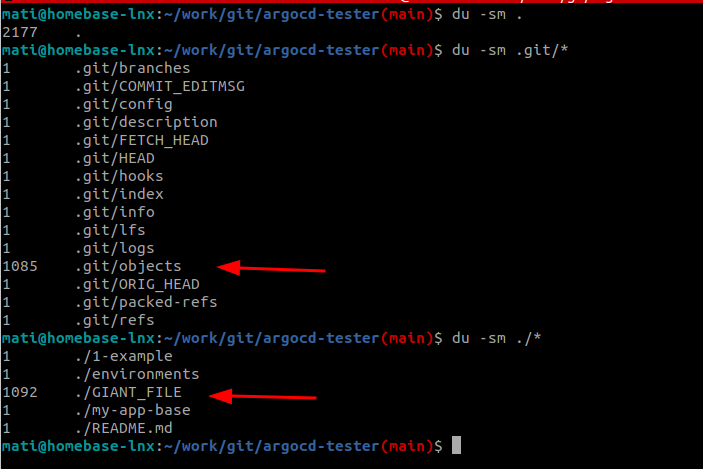 mati@homebase-lnx:~/work/git/argocd-tester(main)$ du -sm .
2177 .
mati@homebase-lnx:~/work/git/argocd-tester(main)$ du -sm .git/*
1 .git/branches
1 .git/COMMIT_EDITMSG
1 .git/config
1 .git/description
1 .git/FETCH_HEAD
1 .git/HEAD
1 .git/hooks
1 .git/index
1 .git/info
1 .git/lfs
1 .git/logs
1085 .git/objects
1 .git/ORIG_HEAD
1 .git/packed-refs
1 .git/refs
mati@homebase-lnx:~/work/git/argocd-tester(main)$ du -sm ./*
1 ./1-example
1 ./environments
1092 ./GIANT_FILE
1 ./my-app-base
1 ./README.md
mati@homebase-lnx:~/work/git/argocd-tester(main)$